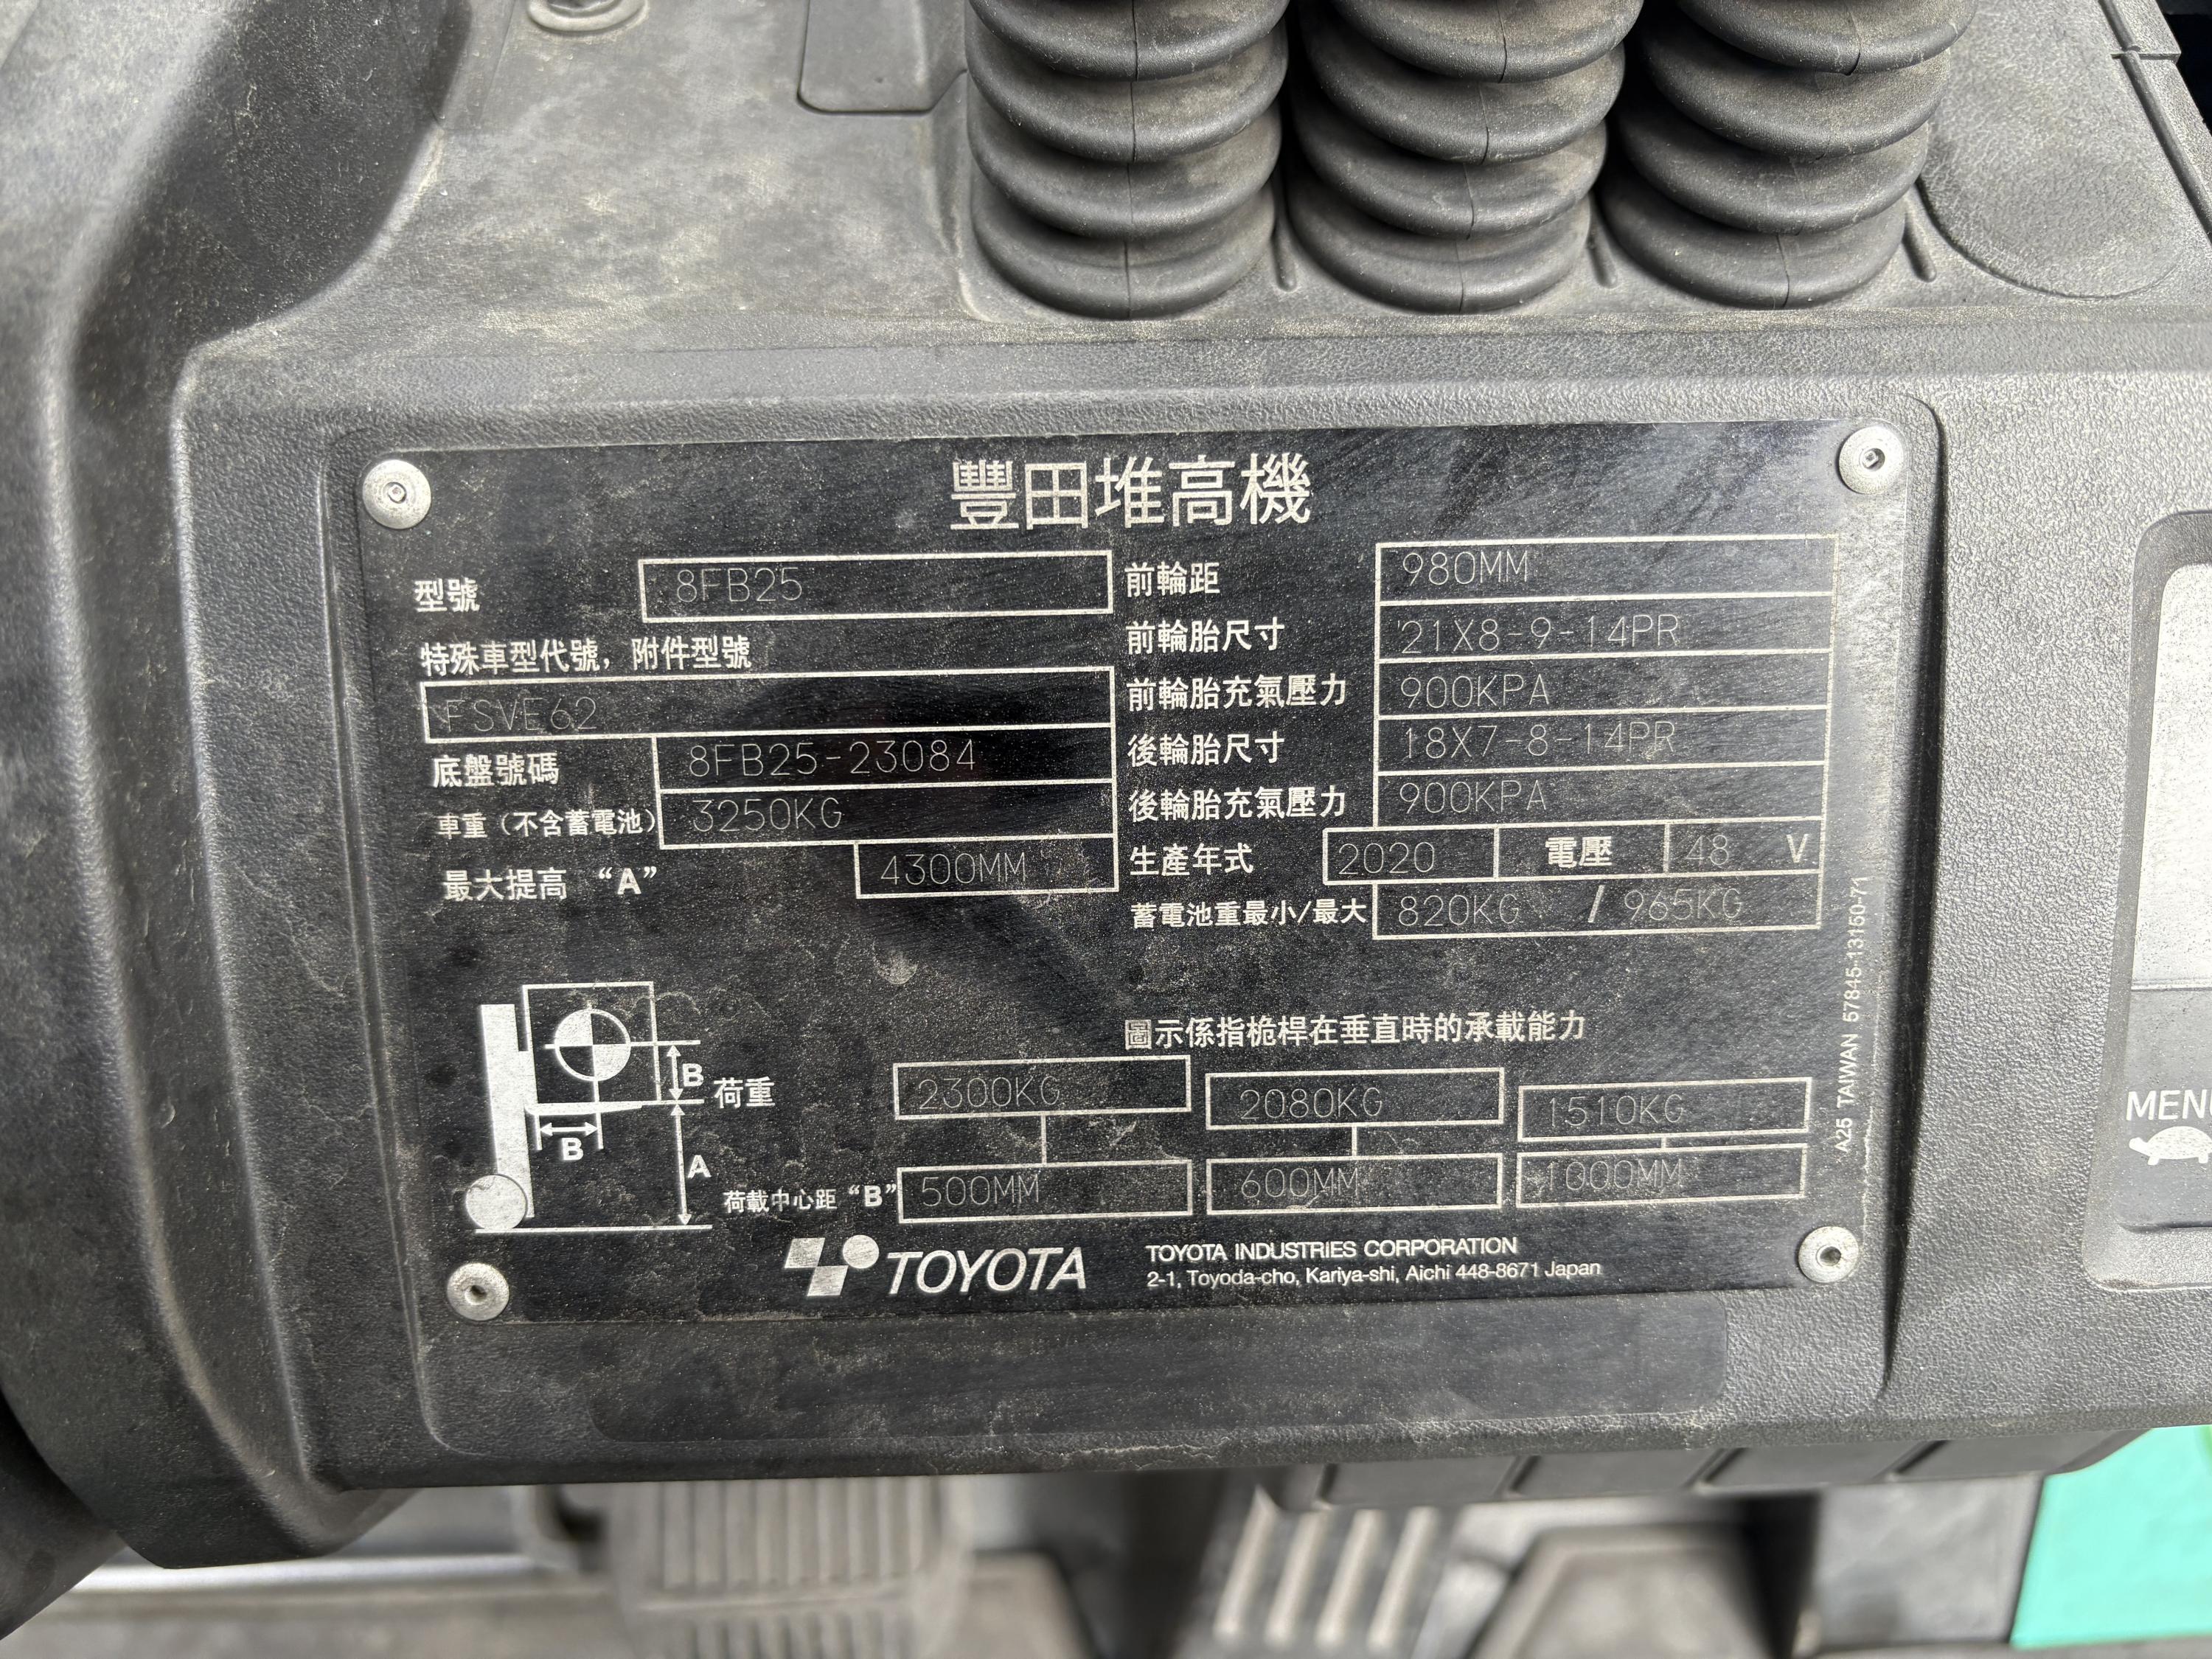 豐田堆高機
型號 8FB25
特殊車型代號，附件型號
FSVE62
底盤號碼 8FB25-23084
車重（不含蓄電池） 3250KG
最大提高 “A” 4300MM
前輪距 980MM
前輪胎尺寸 21X8-9-14PR
前輪胎充氣壓力 900KPA
後輪胎尺寸 18X7-8-14PR
後輪胎充氣壓力 900KPA
生產年式 2020 電壓 48 V
蓄電池重最小/最大 820KG / 965KG
圖示係指桅桿在垂直時的承載能力
B
B
A
荷重 2300KG 2080KG 1510KG
荷載中心距 “B” 500MM 600MM 1000MM
TOYOTA
TOYOTA INDUSTRIES CORPORATION
2-1, Toyoda-cho, Kariya-shi, Aichi 448-8671 Japan
A25 TAIWAN 57845-13150-71